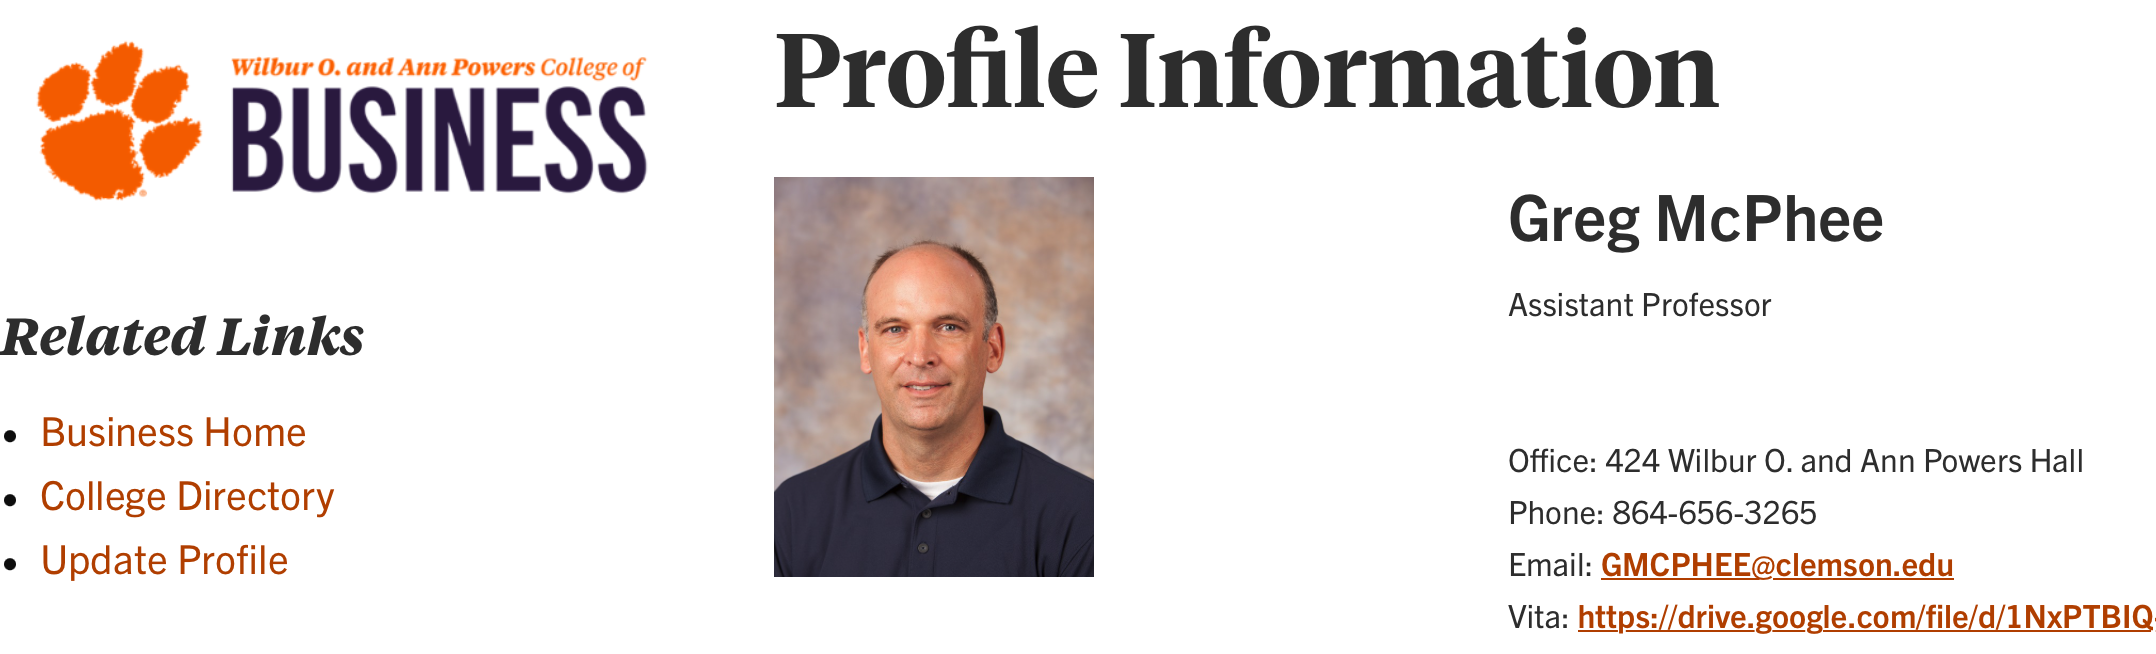 Wilbur O. and Ann Powers College of
BUSINESS
Related Links
Business Home
College Directory
Update Profile
Profile Information
Greg McPhee
Assistant Professor
Office: 424 Wilbur O. and Ann Powers Hall
Phone: 864-656-3265
Email: GMCPHEE@clemson.edu
Vita: https://drive.google.com/file/d/1NxPTBIQ